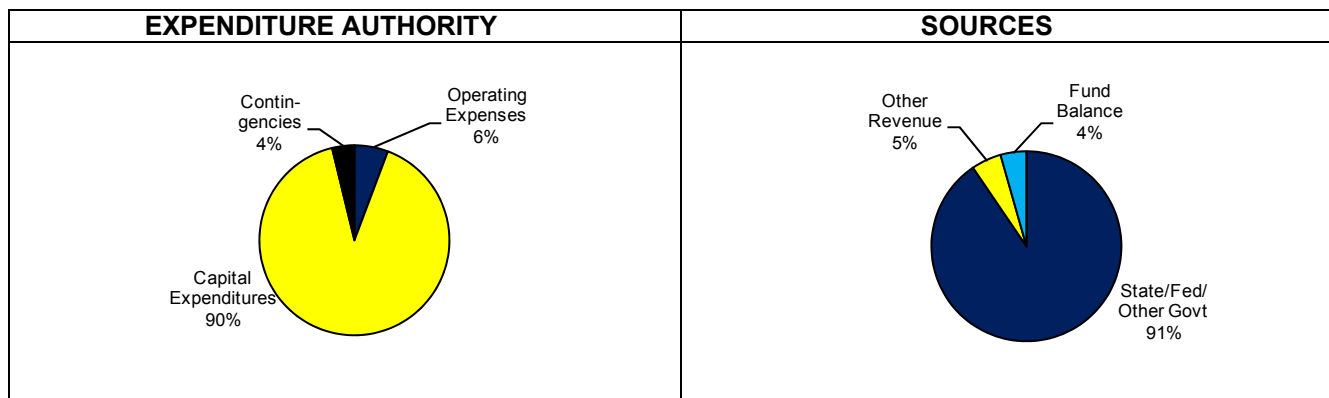 EXPENDITURE AUTHORITY
Contin-
gencies
4%
Operating
Expenses
6%
Capital
Expenditures
90%
SOURCES
Other
Revenue
5%
Fund
Balance
4%
State/Fed/
Other Govt
91%